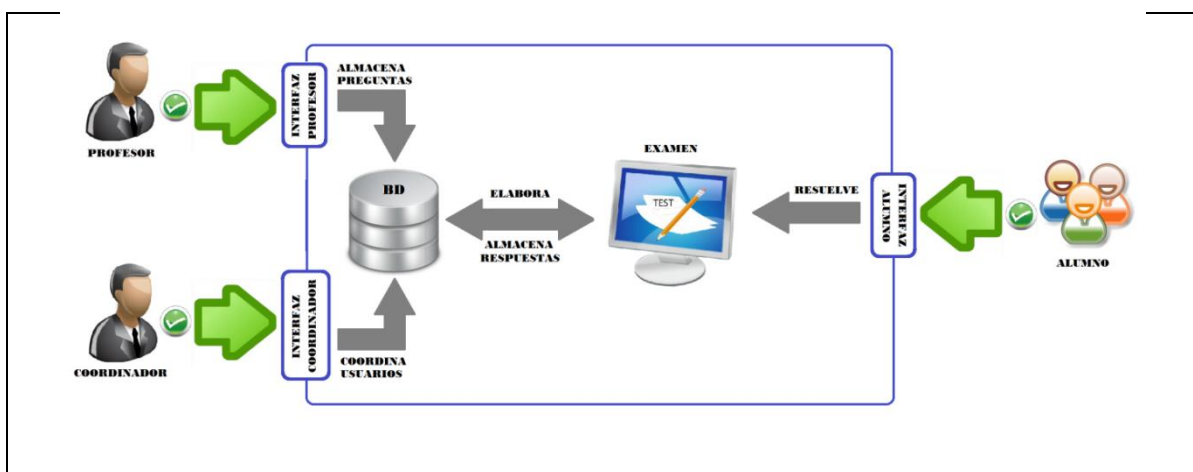 PROFESOR
INTERFAZ
PROFESOR
ALMACENA
PREGUNTAS
BD
ELABORA
ALMACENA
RESPUESTAS
EXAMEN
TEST
RESUELVE
INTERFAZ
ALUMNO
ALUMNO
COORDINADOR
INTERFAZ
COORDINADOR
COORDINA
USUARIOS